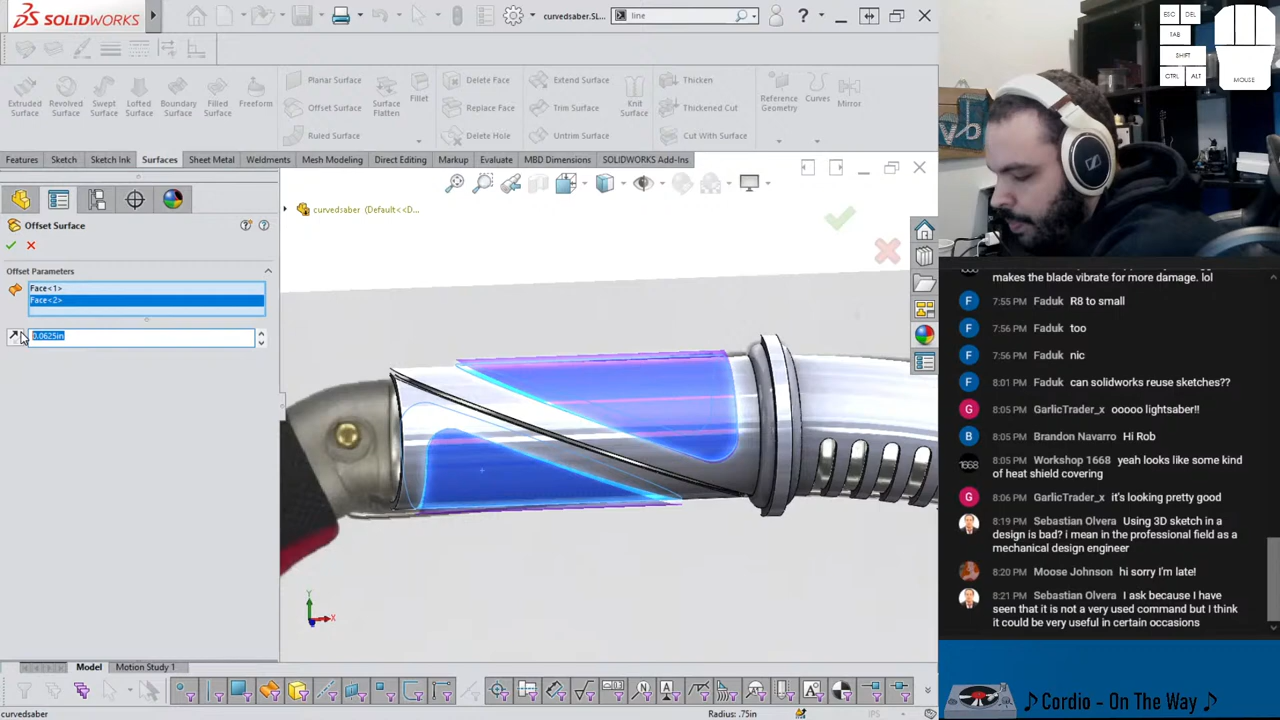 SOLIDWORKS
curvedsaber.SL...
line
ESC DEL
TAB
SHIFT
CTRL ALT
MOUSE
Extruded Surface
Revolved Surface
Swept Surface
Lofted Surface
Boundary Surface
Filled Surface
Freeform
Planar Surface
Offset Surface
Ruled Surface
Surface Flatten
Fillet
Delete Face
Replace Face
Delete Hole
Extend Surface
Trim Surface
Untrim Surface
Knit Surface
Thicken
Thickened Cut
Cut With Surface
Reference Geometry
Curves
Mirror
Features Sketch Sketch Ink Surfaces Sheet Metal Weldments Mesh Modeling Direct Editing Markup Evaluate MBD Dimensions SOLIDWORKS Add-Ins
curvedsaber (Default<<D...
Offset Surface
Offset Parameters
Face<1>
Face<2>
0.0625in
Y
X
makes the blade vibrate for more damage. lol
F 7:55 PM Faduk R8 to small
F 7:56 PM Faduk too
F 7:56 PM Faduk nic
F 8:01 PM Faduk can solidworks reuse sketches??
G 8:05 PM GarlicTrader_x ooooo lightsaber!!
B 8:05 PM Brandon Navarro Hi Rob
1668 8:06 PM Workshop 1668 yeah looks like some kind
of heat shield covering
G 8:06 PM GarlicTrader_x it's looking pretty good
8:19 PM Sebastian Olvera Using 3D sketch in a
design is bad? i mean in the professional field as a
mechanical design engineer
8:20 PM Moose Johnson hi sorry I'm late!
8:21 PM Sebastian Olvera I ask because I have
seen that it is not a very used command but I think
it could be very useful in certain occasions
Model Motion Study 1
curvedsaber
Radius: .75in
IPS
♪ Cordio - On The Way ♪